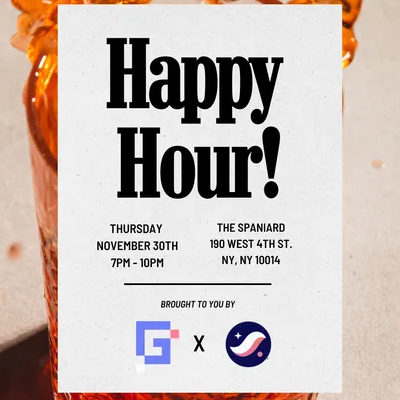 Happy
Hour!
THURSDAY
NOVEMBER 30TH
7PM - 10PM
THE SPANIARD
190 WEST 4TH ST.
NY, NY 10014
BROUGHT TO YOU BY
G X